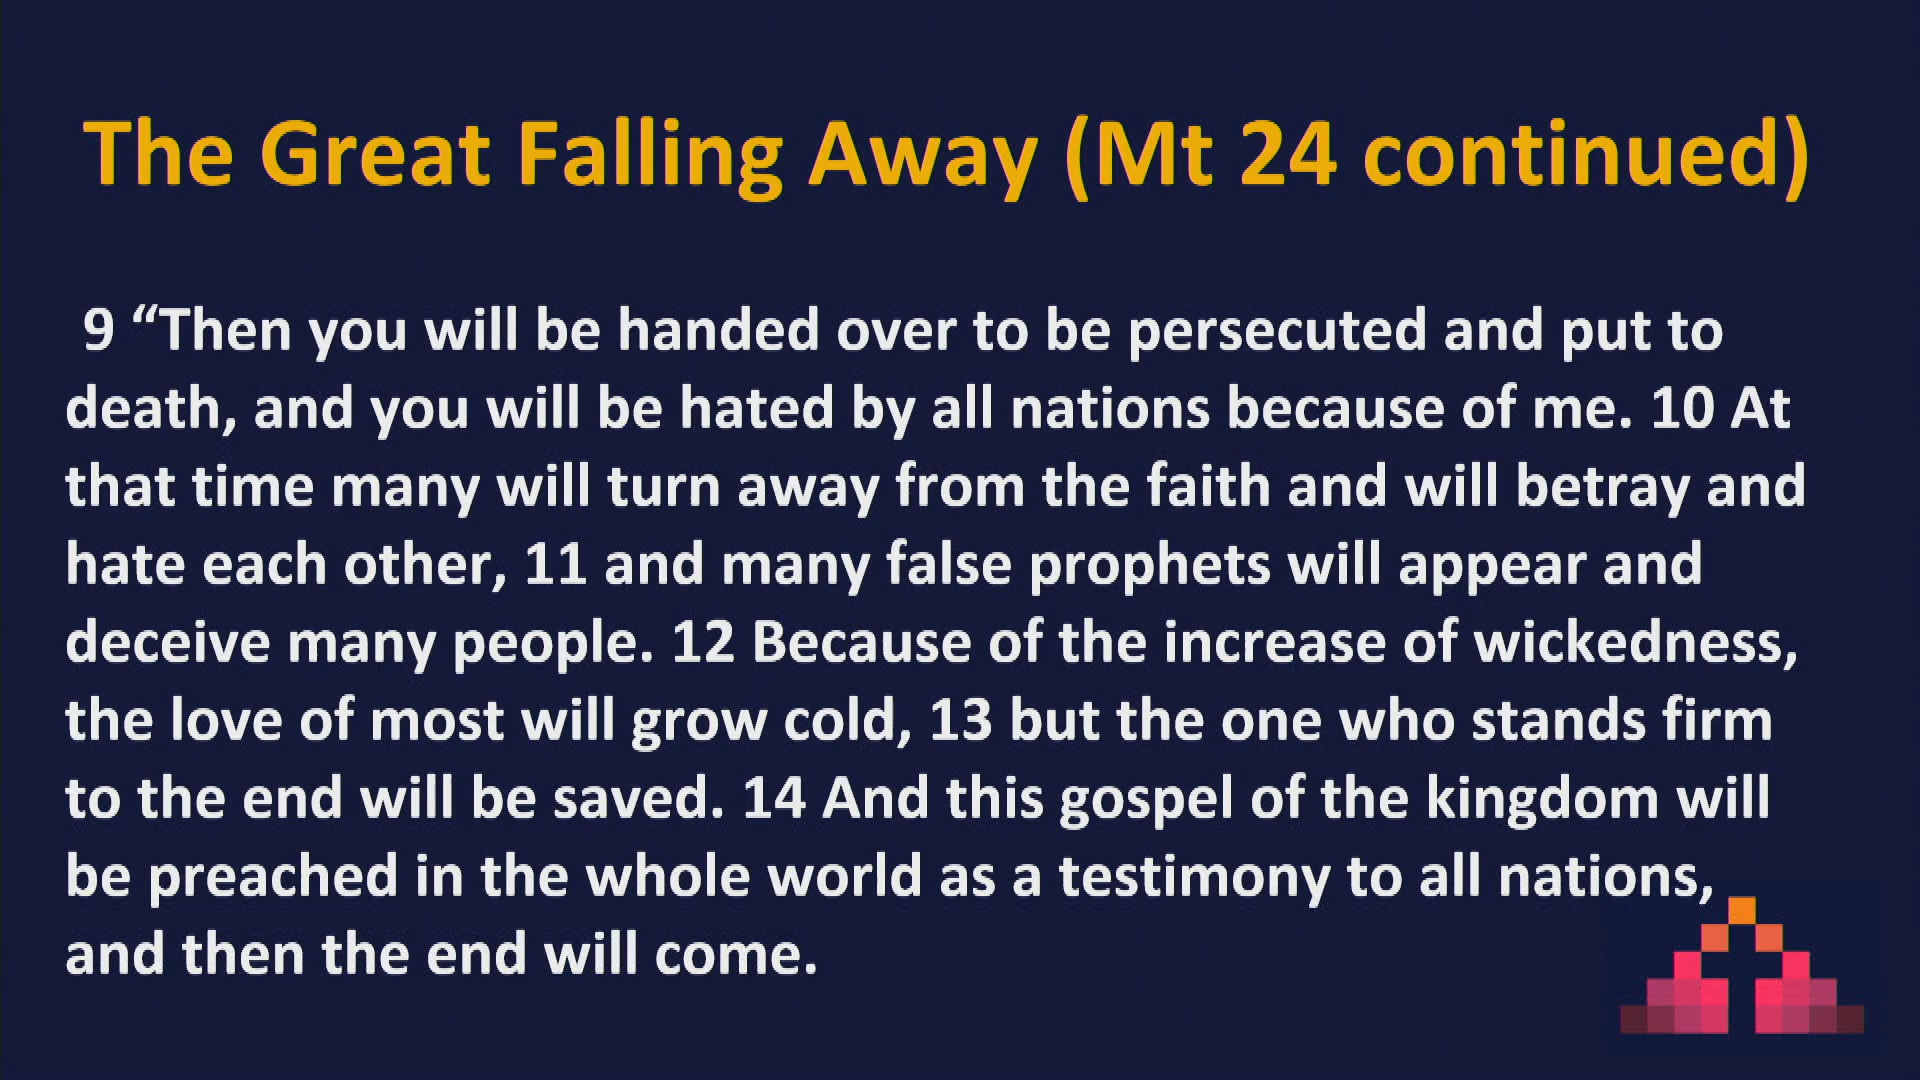 The Great Falling Away (Mt 24 continued)
9 “Then you will be handed over to be persecuted and put to
death, and you will be hated by all nations because of me. 10 At
that time many will turn away from the faith and will betray and
hate each other, 11 and many false prophets will appear and
deceive many people. 12 Because of the increase of wickedness,
the love of most will grow cold, 13 but the one who stands firm
to the end will be saved. 14 And this gospel of the kingdom will
be preached in the whole world as a testimony to all nations,
and then the end will come.